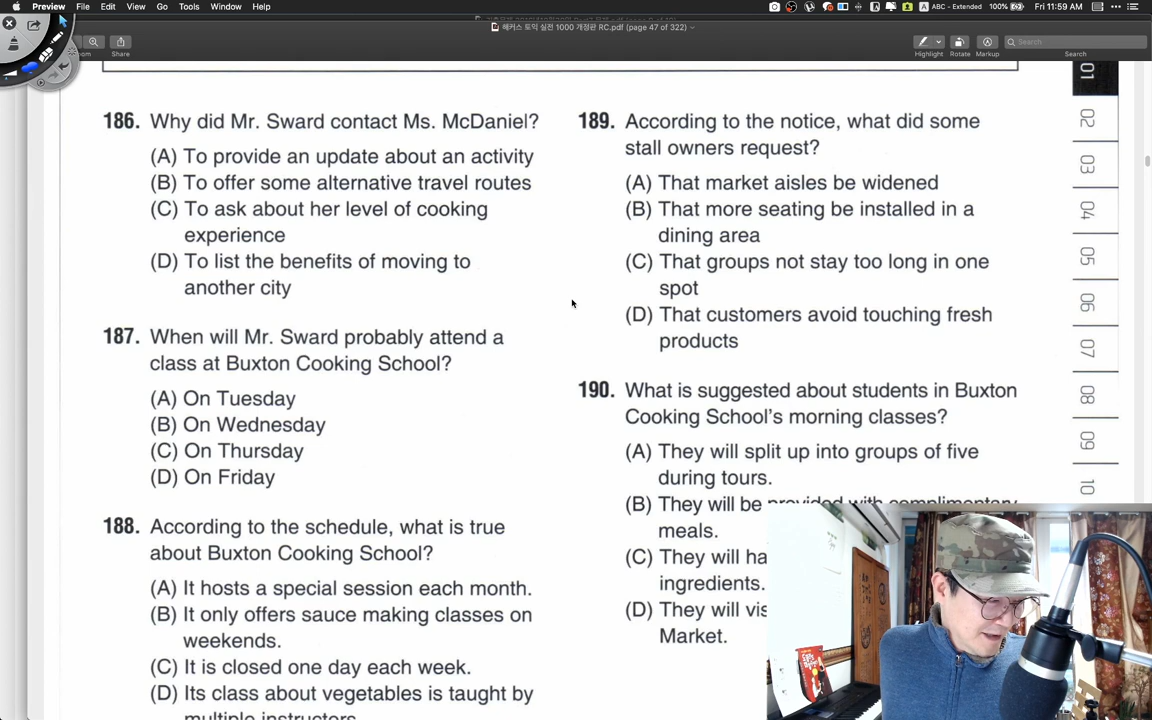 Preview File Edit View Go Tools Windows Help
ABC - Extended 100% Fri 11:59 AM
헤커스 토익 실전 1000 개정판 RC.pdf (page 47 of 322)
Share
Highlight Rotate Markup Search
Search
186. Why did Mr. Sward contact Ms. McDaniel?
(A) To provide an update about an activity
(B) To offer some alternative travel routes
(C) To ask about her level of cooking
experience
(D) To list the benefits of moving to
another city
187. When will Mr. Sward probably attend a
class at Buxton Cooking School?
(A) On Tuesday
(B) On Wednesday
(C) On Thursday
(D) On Friday
188. According to the schedule, what is true
about Buxton Cooking School?
(A) It hosts a special session each month.
(B) It only offers sauce making classes on
weekends.
(C) It is closed one day each week.
(D) Its class about vegetables is taught by
multiple instructors.
189. According to the notice, what did some
stall owners request?
(A) That market aisles be widened
(B) That more seating be installed in a
dining area
(C) That groups not stay too long in one
spot
(D) That customers avoid touching fresh
products
190. What is suggested about students in Buxton
Cooking School's morning classes?
(A) They will split up into groups of five
during tours.
(B) They will be provided with complimentary
meals.
(C) They will ha
ingredients.
(D) They will vis
Market.
01
02
03
04
05
06
07
08
09
10